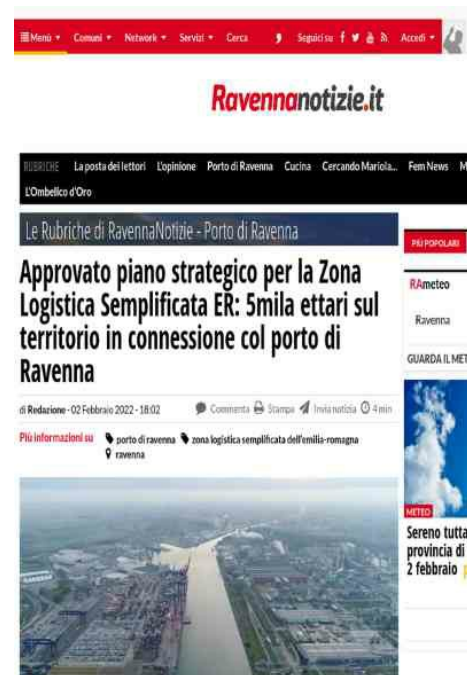 Menù Comuni Network Servizi Cerca Seguici su Accedi
Ravennanotizie.it
RUBRICHE La posta dei lettori L'opinione Porto di Ravenna Cucina Cercando Mariola... Fem News
L'Ombelico d'Oro
Le Rubriche di RavennaNotizie - Porto di Ravenna
Approvato piano strategico per la Zona
Logistica Semplificata ER: 5mila ettari sul
territorio in connessione col porto di
Ravenna
di Redazione - 02 Febbraio 2022 - 18:02 Commenta Stampa Invia notizia 4 min
Più informazioni su porto di ravenna zona logistica semplificata dell'emilia-romagna
ravenna
PIÙ POPOLARI
RAmeteo
Ravenna
GUARDA IL MET
METEO
Sereno tutta
provincia di
2 febbraio